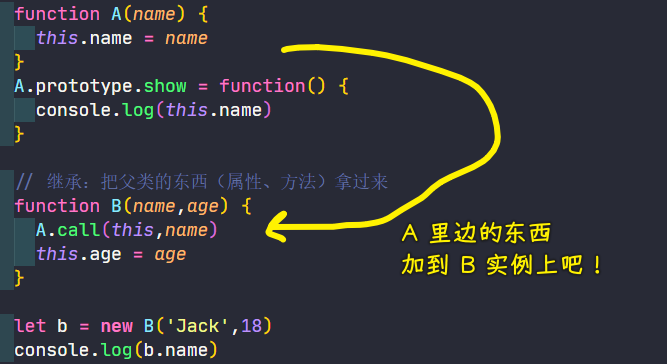 function A(name) {
  this.name = name
}
A.prototype.show = function() {
  console.log(this.name)
}
// 继承：把父类的东西（属性、方法）拿过来
function B(name,age) {
  A.call(this,name)
  this.age = age
}
A 里边的东西
加到 B 实例上吧！
let b = new B('Jack',18)
console.log(b.name)